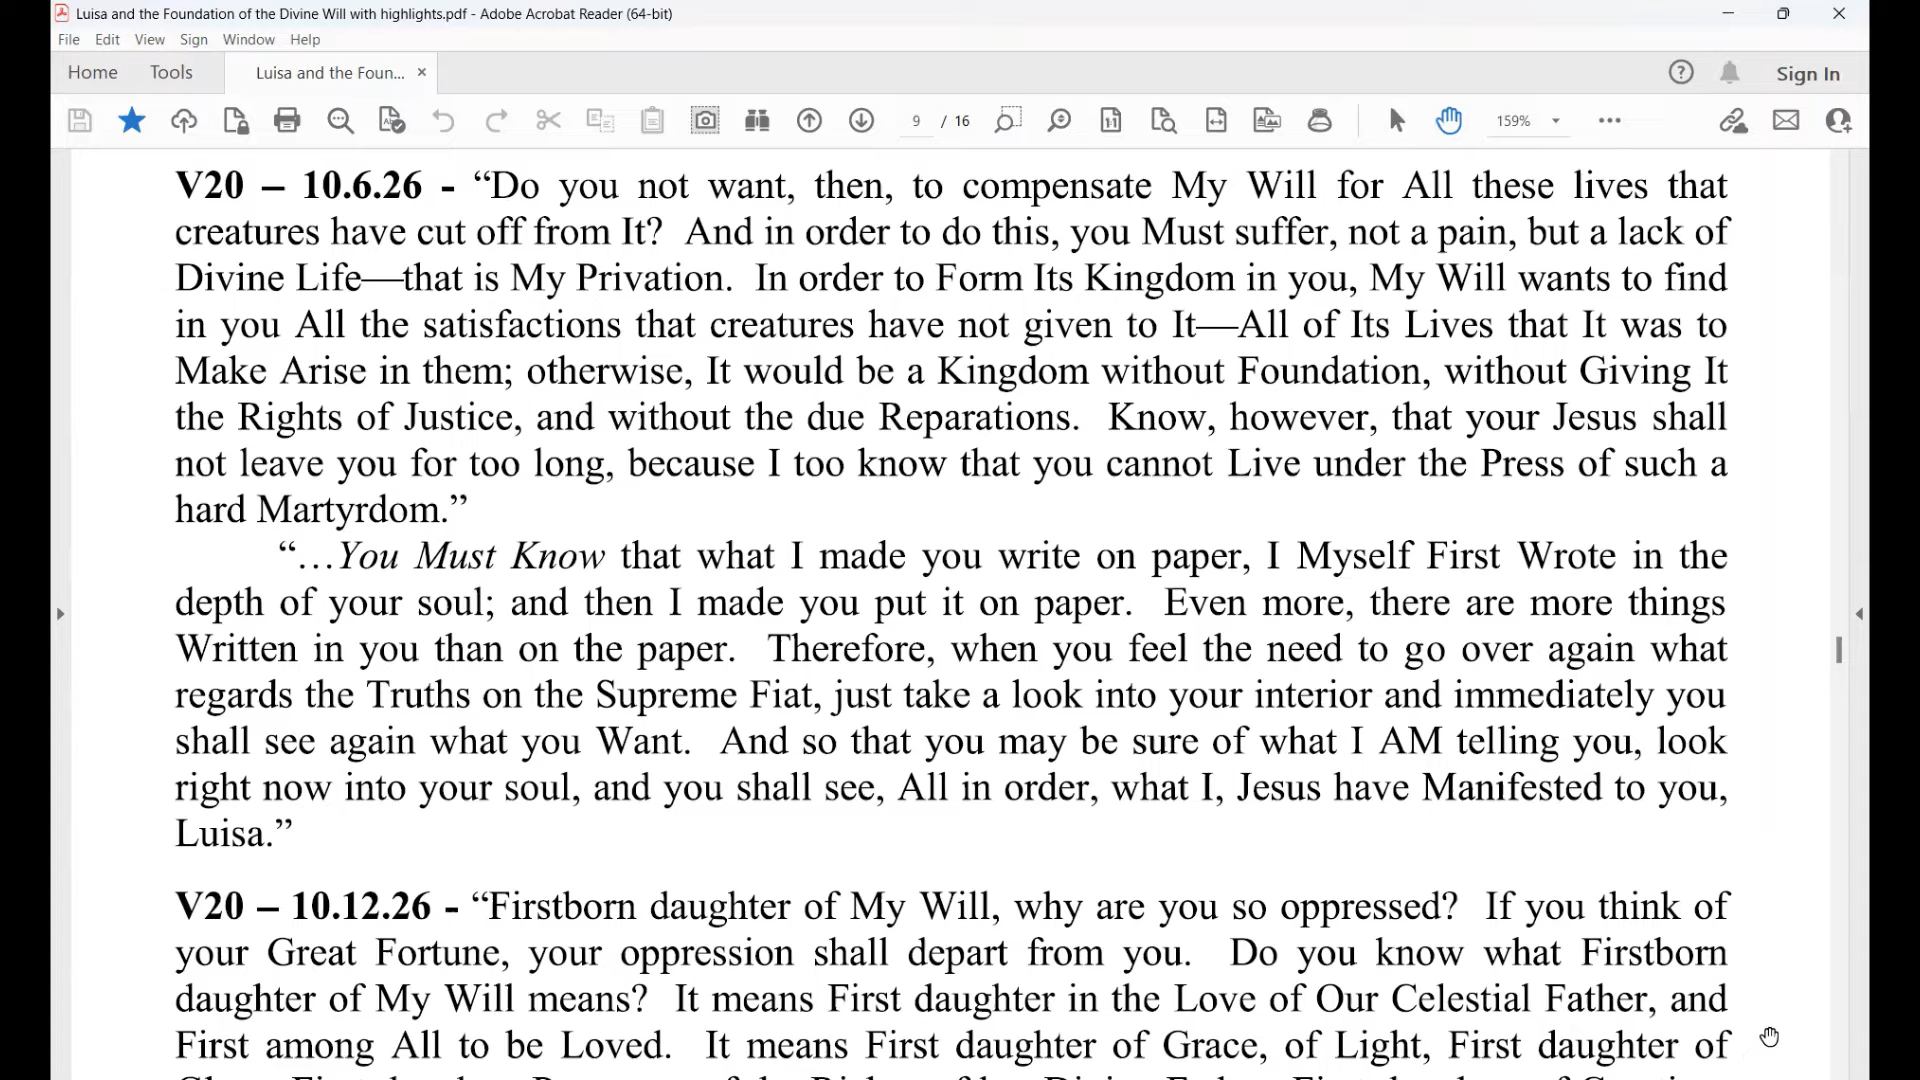 Luisa and the Foundation of the Divine Will with highlights.pdf - Adobe Acrobat Reader (64-bit)
File Edit View Sign Window Help
Home Tools Luisa and the Foun... × Sign In
9 / 16 159%
V20 – 10.6.26 - “Do you not want, then, to compensate My Will for All these lives that
creatures have cut off from It? And in order to do this, you Must suffer, not a pain, but a lack of
Divine Life—that is My Privation. In order to Form Its Kingdom in you, My Will wants to find
in you All the satisfactions that creatures have not given to It—All of Its Lives that It was to
Make Arise in them; otherwise, It would be a Kingdom without Foundation, without Giving It
the Rights of Justice, and without the due Reparations. Know, however, that your Jesus shall
not leave you for too long, because I too know that you cannot Live under the Press of such a
hard Martyrdom.”
“…You Must Know that what I made you write on paper, I Myself First Wrote in the
depth of your soul; and then I made you put it on paper. Even more, there are more things
Written in you than on the paper. Therefore, when you feel the need to go over again what
regards the Truths on the Supreme Fiat, just take a look into your interior and immediately you
shall see again what you Want. And so that you may be sure of what I AM telling you, look
right now into your soul, and you shall see, All in order, what I, Jesus have Manifested to you,
Luisa.”
V20 – 10.12.26 - “Firstborn daughter of My Will, why are you so oppressed? If you think of
your Great Fortune, your oppression shall depart from you. Do you know what Firstborn
daughter of My Will means? It means First daughter in the Love of Our Celestial Father, and
First among All to be Loved. It means First daughter of Grace, of Light, First daughter of